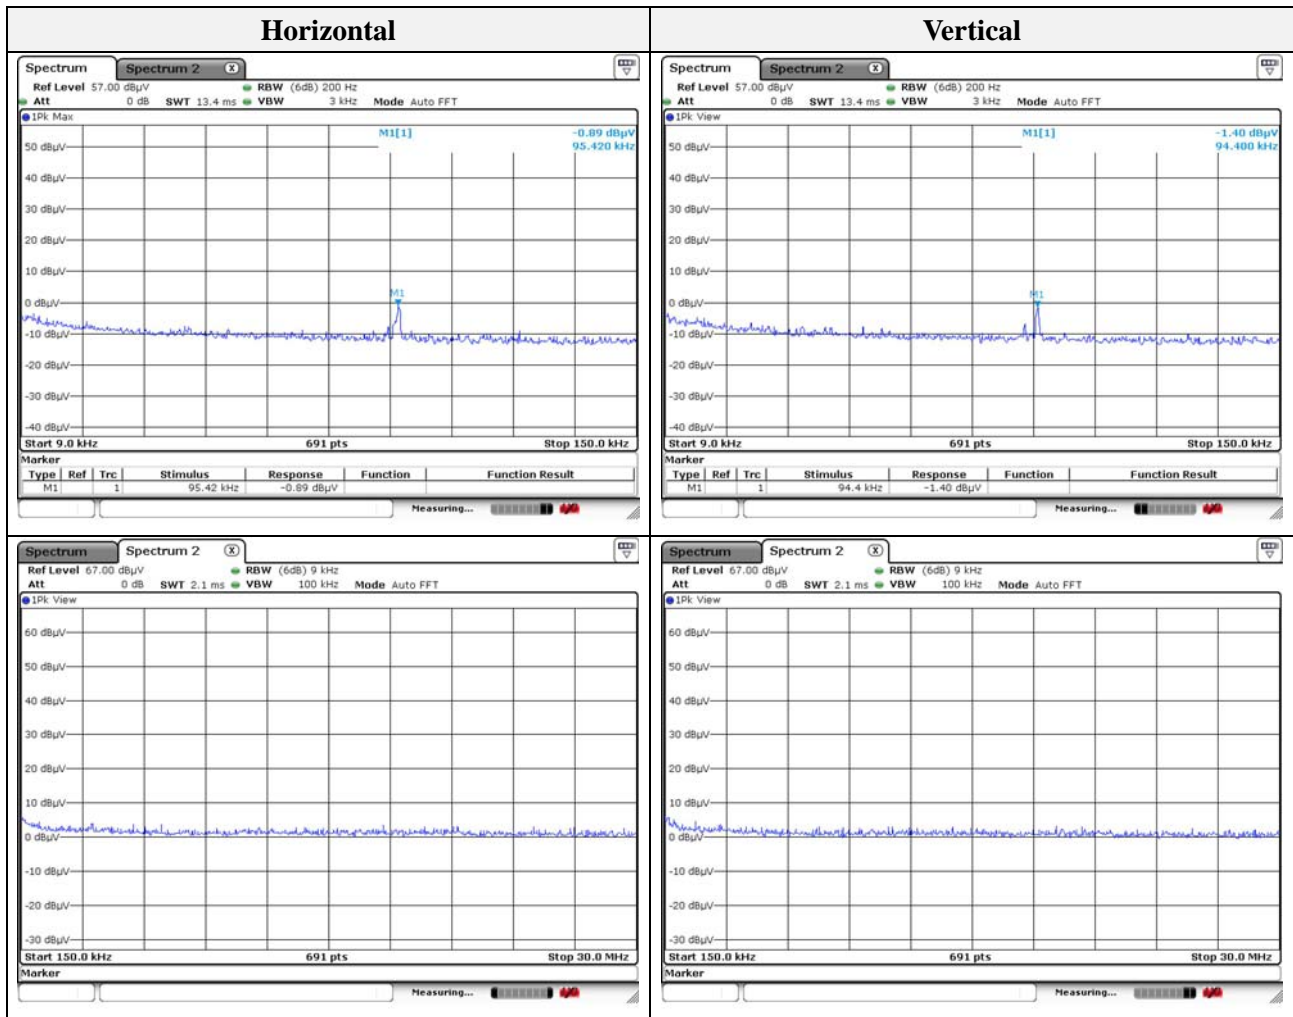 Horizontal
Vertical
Spectrum Spectrum 2 X
Ref Level 57.00 dBµV RBW (6dB) 200 Hz
Att 0 dB SWT 13.4 ms VBW 3 kHz Mode Auto FFT
1Pk Max
M1[1] -0.89 dBµV
95.420 kHz
50 dBµV
40 dBµV
30 dBµV
20 dBµV
10 dBµV
M1
0 dBµV
-10 dBµV
-20 dBµV
-30 dBµV
-40 dBµV
Start 9.0 kHz 691 pts Stop 150.0 kHz
Marker
Type Ref Trc Stimulus Response Function Function Result
M1 1 95.42 kHz -0.89 dBµV
Measuring...
Spectrum Spectrum 2 X
Ref Level 57.00 dBµV RBW (6dB) 200 Hz
Att 0 dB SWT 13.4 ms VBW 3 kHz Mode Auto FFT
1Pk View
M1[1] -1.40 dBµV
94.400 kHz
50 dBµV
40 dBµV
30 dBµV
20 dBµV
10 dBµV
M1
0 dBµV
-10 dBµV
-20 dBµV
-30 dBµV
-40 dBµV
Start 9.0 kHz 691 pts Stop 150.0 kHz
Marker
Type Ref Trc Stimulus Response Function Function Result
M1 1 94.4 kHz -1.40 dBµV
Measuring...
Spectrum Spectrum 2 X
Ref Level 67.00 dBµV RBW (6dB) 9 kHz
Att 0 dB SWT 2.1 ms VBW 100 kHz Mode Auto FFT
1Pk View
60 dBµV
50 dBµV
40 dBµV
30 dBµV
20 dBµV
10 dBµV
0 dBµV
-10 dBµV
-20 dBµV
-30 dBµV
Start 150.0 kHz 691 pts Stop 30.0 MHz
Marker
Measuring...
Spectrum Spectrum 2 X
Ref Level 67.00 dBµV RBW (6dB) 9 kHz
Att 0 dB SWT 2.1 ms VBW 100 kHz Mode Auto FFT
1Pk View
60 dBµV
50 dBµV
40 dBµV
30 dBµV
20 dBµV
10 dBµV
0 dBµV
-10 dBµV
-20 dBµV
-30 dBµV
Start 150.0 kHz 691 pts Stop 30.0 MHz
Marker
Measuring...